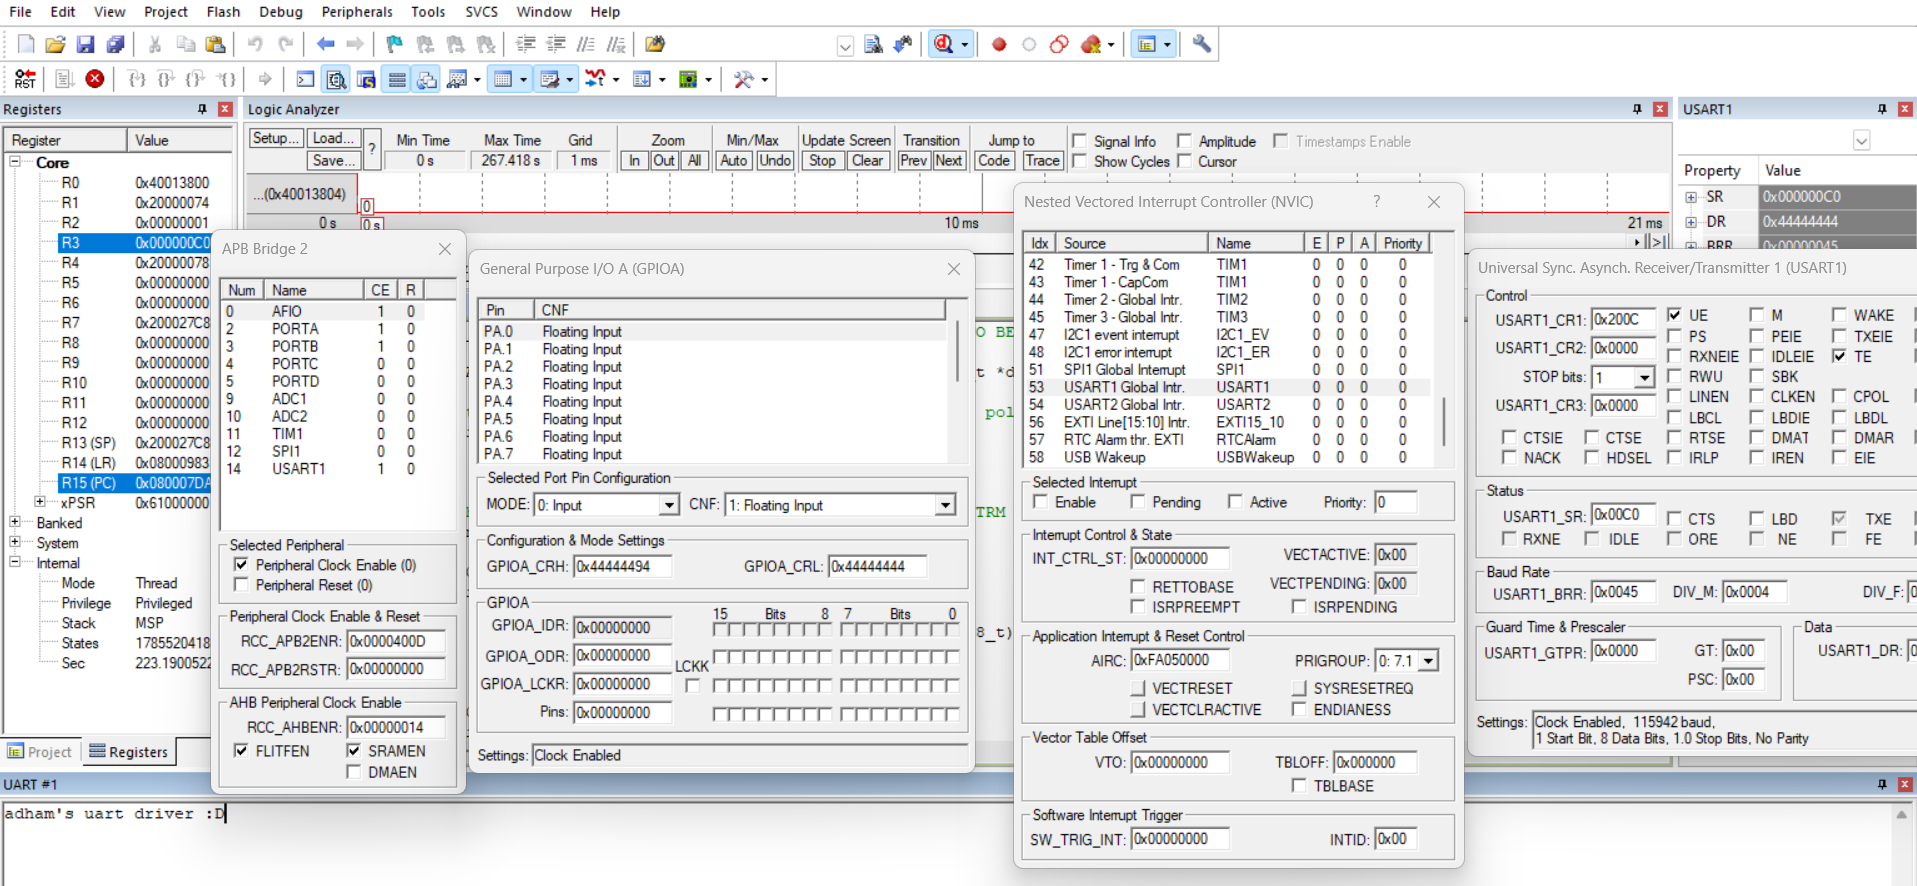 File Edit View Project Flash Debug Peripherals Tools SVCS Window Help
RST
Registers
Register Value
Core
R0 0x40013800
R1 0x20000074
R2 0x00000001
R3 0x000000C0
R4 0x20000078
R5 0x00000000
R6 0x00000000
R7 0x200027C8
R8 0x00000000
R9 0x00000000
R10 0x00000000
R11 0x00000000
R12 0x00000000
R13 (SP) 0x200027C8
R14 (LR) 0x08000983
R15 (PC) 0x080007DA
xPSR 0x61000000
Banked
System
Internal
Mode Thread
Privilege Privileged
Stack MSP
States 1785520418
Sec 223.1900522
Project Registers
Logic Analyzer
Setup... Load... Save... ?
Min Time Max Time Grid Zoom Min/Max Update Screen Transition Jump to
0 s 267.418 s 1 ms In Out All Auto Undo Stop Clear Prev Next Code Trace
Signal Info Amplitude Timestamps Enable
Show Cycles Cursor
...(0x40013804)
0
0 s 0 s 10 ms 21 ms
APB Bridge 2
Num Name CE R
0 AFIO 1 0
2 PORTA 1 0
3 PORTB 1 0
4 PORTC 0 0
5 PORTD 0 0
9 ADC1 0 0
10 ADC2 0 0
11 TIM1 0 0
12 SPI1 0 0
14 USART1 1 0
Selected Peripheral
Peripheral Clock Enable (0)
Peripheral Reset (0)
Peripheral Clock Enable & Reset
RCC_APB2ENR: 0x0000400D
RCC_APB2RSTR: 0x00000000
AHB Peripheral Clock Enable
RCC_AHBENR: 0x00000014
FLITFEN SRAMEN
DMAEN
General Purpose I/O A (GPIOA)
Pin CNF
PA.0 Floating Input
PA.1 Floating Input
PA.2 Floating Input
PA.3 Floating Input
PA.4 Floating Input
PA.5 Floating Input
PA.6 Floating Input
PA.7 Floating Input
Selected Port Pin Configuration
MODE: 0: Input CNF: 1: Floating Input
Configuration & Mode Settings
GPIOA_CRH: 0x44444494 GPIOA_CRL: 0x44444444
GPIOA 15 Bits 8 7 Bits 0
GPIOA_IDR: 0x00000000
GPIOA_ODR: 0x00000000
LCKK
GPIOA_LCKR: 0x00000000
Pins: 0x00000000
Settings: Clock Enabled
O BE
t *d
pol
TRM
8_t)
Nested Vectored Interrupt Controller (NVIC) ?
Idx Source Name E P A Priority
42 Timer 1 - Trg & Com TIM1 0 0 0 0
43 Timer 1 - CapCom TIM1 0 0 0 0
44 Timer 2 - Global Intr. TIM2 0 0 0 0
45 Timer 3 - Global Intr. TIM3 0 0 0 0
47 I2C1 event interrupt I2C1_EV 0 0 0 0
48 I2C1 error interrupt I2C1_ER 0 0 0 0
51 SPI1 Global Interrupt SPI1 0 0 0 0
53 USART1 Global Intr. USART1 0 0 0 0
54 USART2 Global Intr. USART2 0 0 0 0
56 EXTI Line[15:10] Intr. EXTI15_10 0 0 0 0
57 RTC Alarm thr. EXTI RTCAlarm 0 0 0 0
58 USB Wakeup USBWakeup 0 0 0 0
Selected Interrupt
Enable Pending Active Priority: 0
Interrupt Control & State
INT_CTRL_ST: 0x00000000 VECTACTIVE: 0x00
RETTOBASE VECTPENDING: 0x00
ISRPREEMPT ISRPENDING
Application Interrupt & Reset Control
AIRC: 0xFA050000 PRIGROUP: 0: 7.1
VECTRESET SYSRESETREQ
VECTCLRACTIVE ENDIANESS
Vector Table Offset
VTO: 0x00000000 TBLOFF: 0x000000
TBLBASE
Software Interrupt Trigger
SW_TRIG_INT: 0x00000000 INTID: 0x00
USART1
Property Value
SR 0x000000C0
DR 0x44444444
BRR 0x00000045
Universal Sync. Asynch. Receiver/Transmitter 1 (USART1)
Control
USART1_CR1: 0x200C UE M WAKE
USART1_CR2: 0x0000 PS PEIE TXEIE
RXNEIE IDLEIE TE
STOP bits: 1 RWU SBK
USART1_CR3: 0x0000 LINEN CLKEN CPOL
LBCL LBDIE LBDL
CTSIE CTSE RTSE DMAT DMAR
NACK HDSEL IRLP IREN EIE
Status
USART1_SR: 0x00C0 CTS LBD TXE
RXNE IDLE ORE NE FE
Baud Rate
USART1_BRR: 0x0045 DIV_M: 0x0004 DIV_F: 0
Guard Time & Prescaler Data
USART1_GTPR: 0x0000 GT: 0x00 USART1_DR: 0
PSC: 0x00
Settings: Clock Enabled, 115942 baud,
1 Start Bit, 8 Data Bits, 1.0 Stop Bits, No Parity
UART #1
adham's uart driver :D